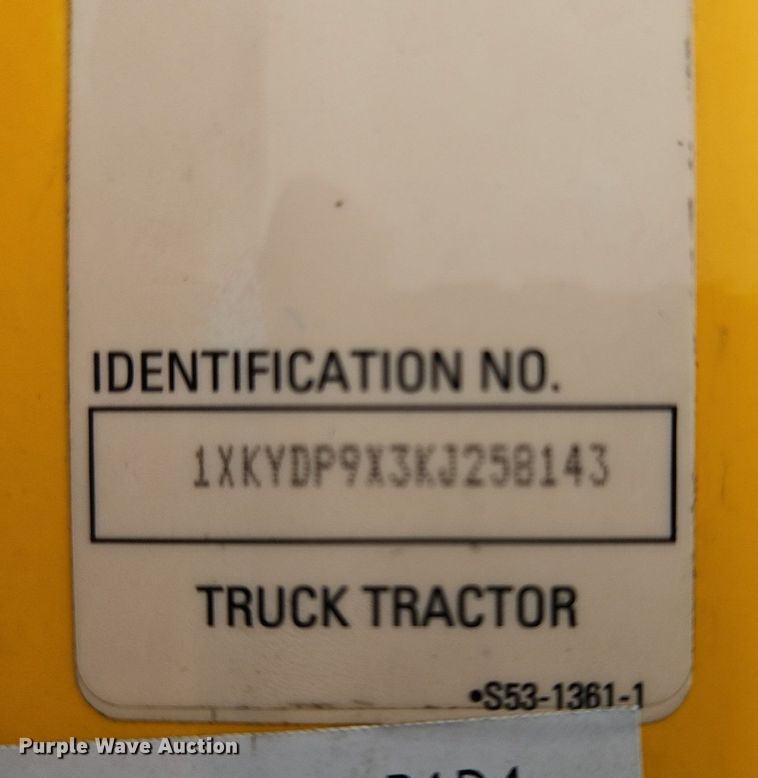 IDENTIFICATION NO.
1XKYDP9X3KJ258143
TRUCK TRACTOR
•S53-1361-1
Purple Wave Auction